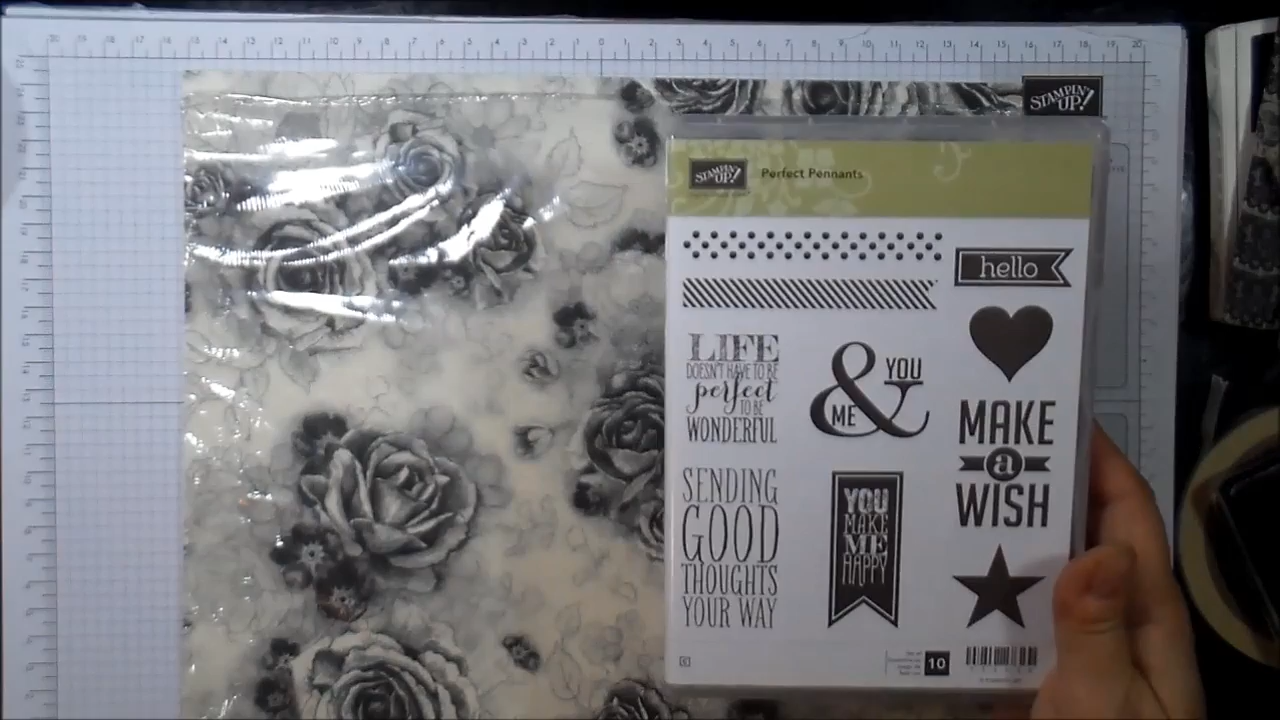 STAMPIN' UP!
STAMPIN' UP!
Perfect Pennants
hello
LIFE
DOESN'T HAVE TO BE
perfect
TO BE
WONDERFUL
& YOU
ME
MAKE
a
WISH
SENDING
GOOD
THOUGHTS
YOUR WAY
YOU
MAKE
ME
HAPPY
10